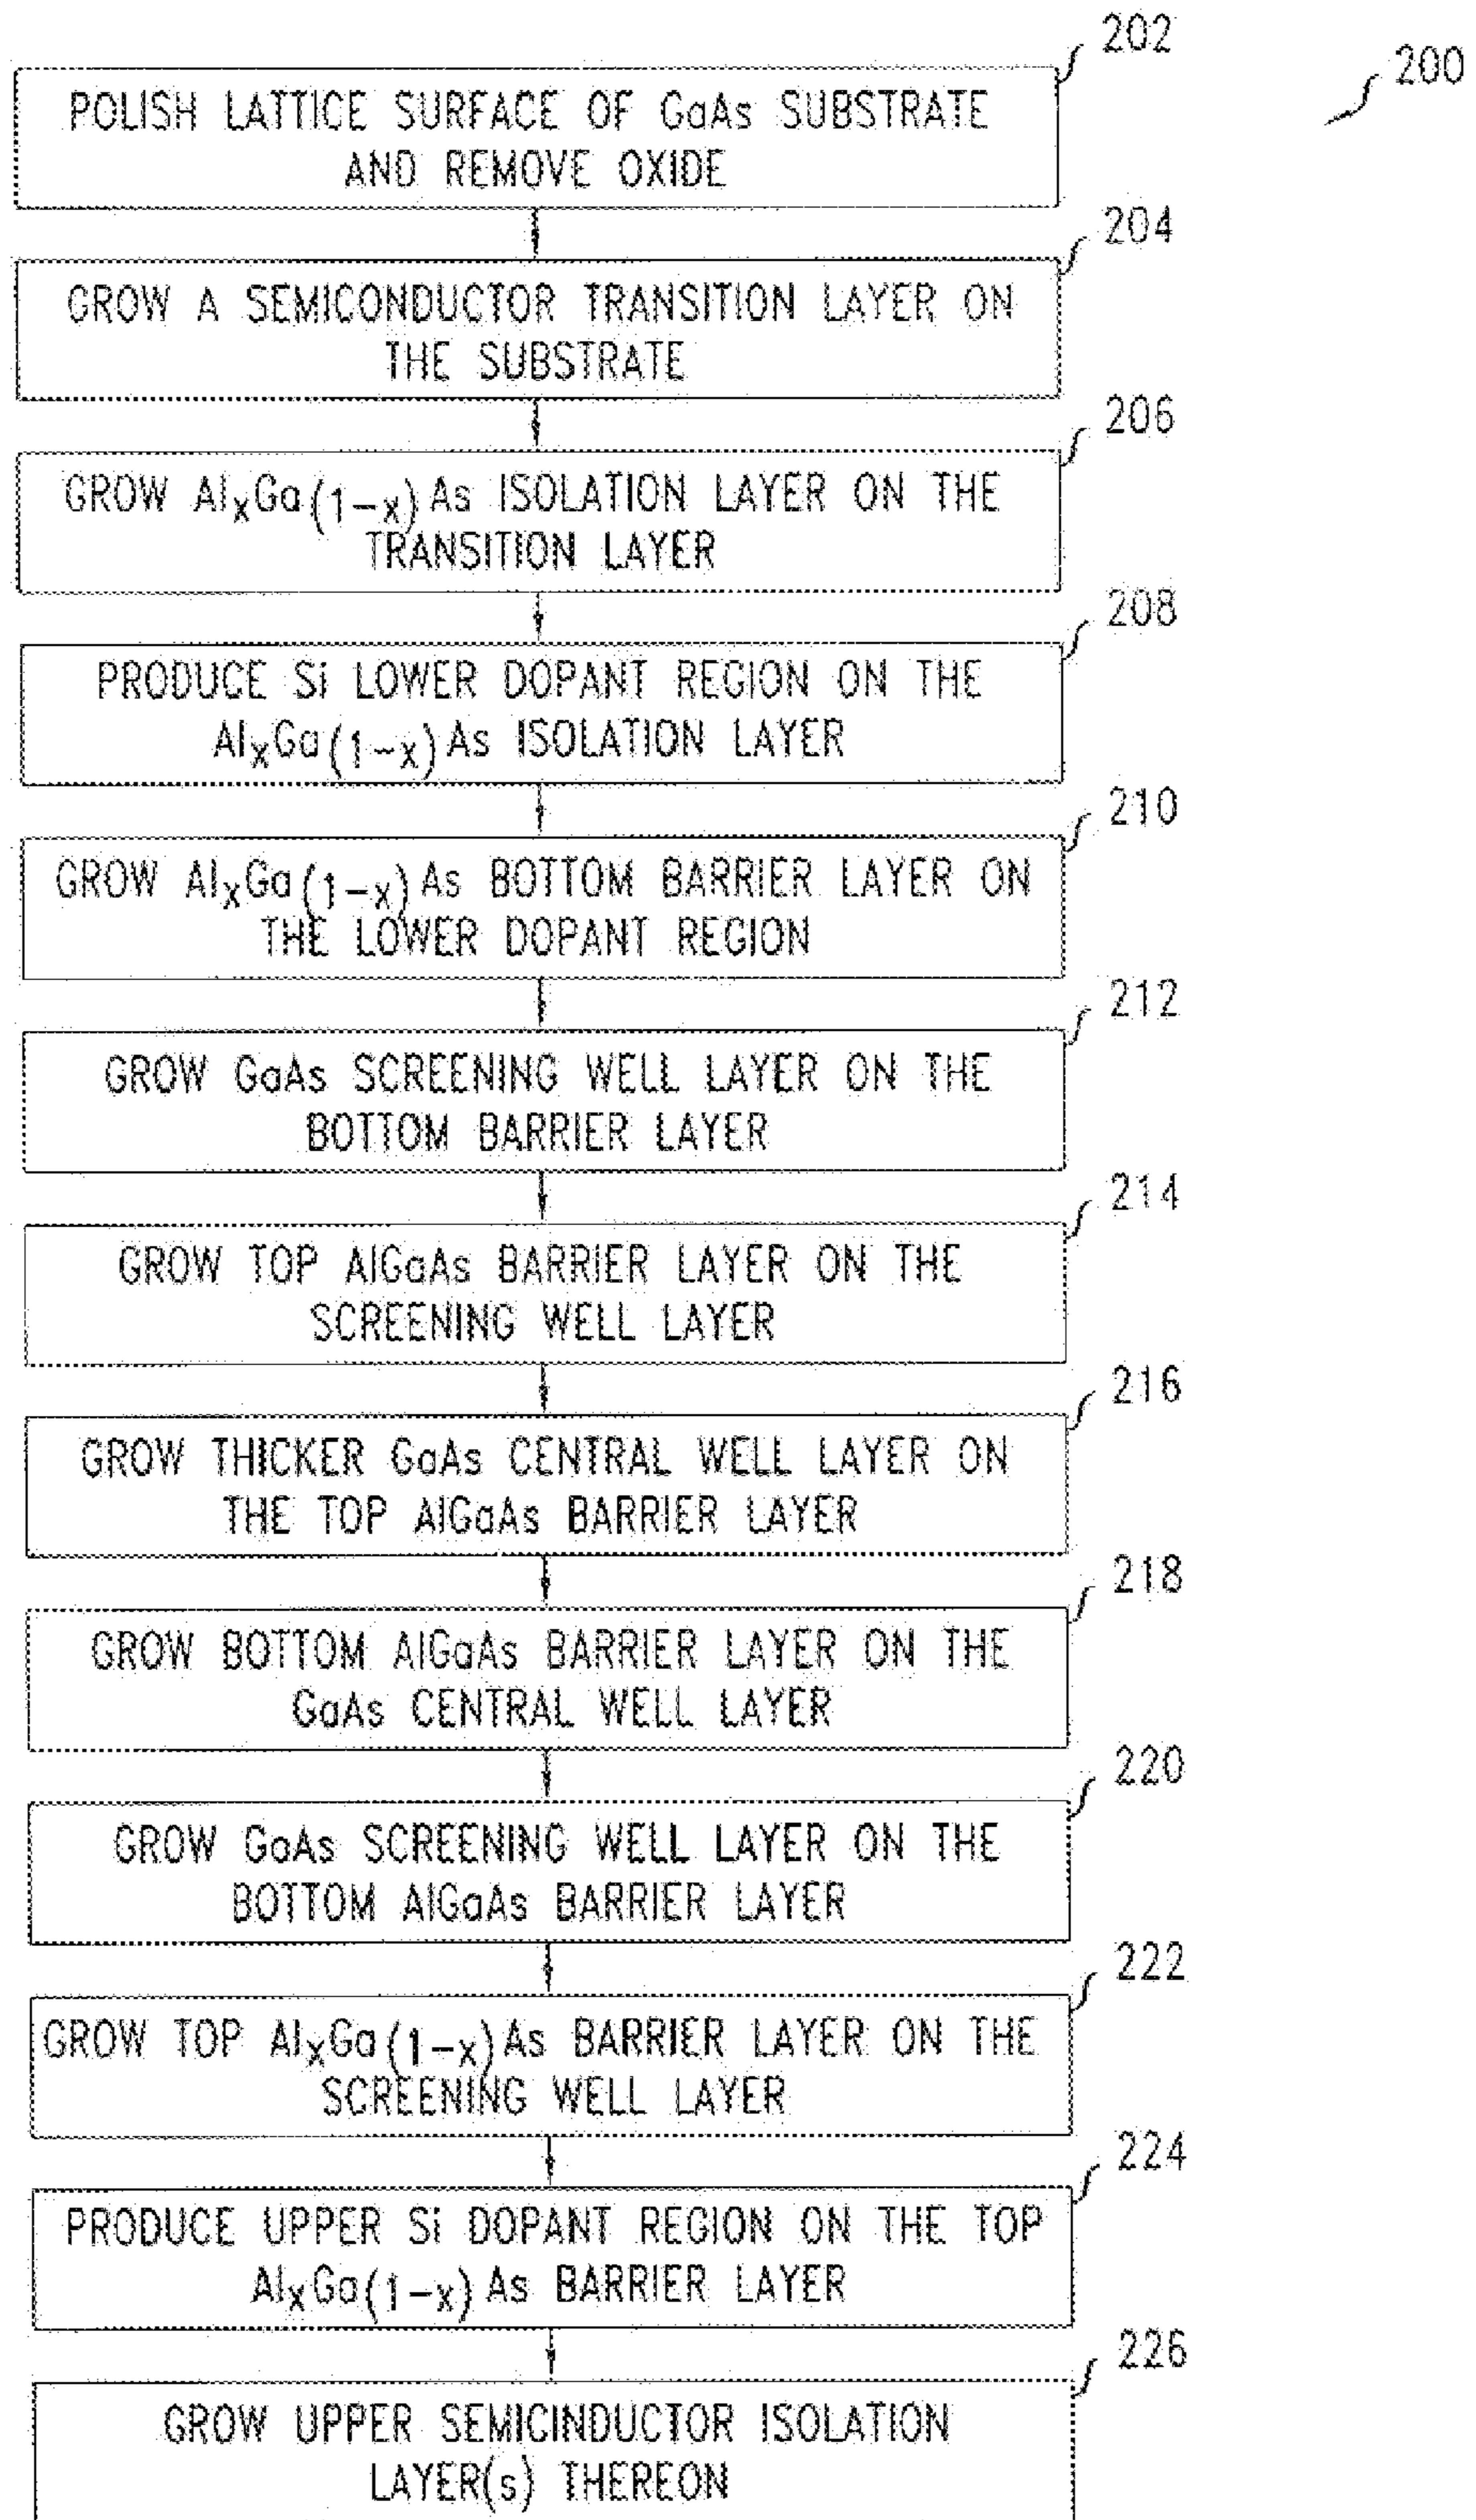 202
200
POLISH LATTICE SURFACE OF GaAs SUBSTRATE
AND REMOVE OXIDE
204
GROW A SEMICONDUCTOR TRANSITION LAYER ON
THE SUBSTRATE
206
GROW AlxGa(1-x)As ISOLATION LAYER ON THE
TRANSITION LAYER
208
PRODUCE Si LOWER DOPANT REGION ON THE
AlxGa(1-x)As ISOLATION LAYER
210
GROW AlxGa(1-x)As BOTTOM BARRIER LAYER ON
THE LOWER DOPANT REGION
212
GROW GaAs SCREENING WELL LAYER ON THE
BOTTOM BARRIER LAYER
214
GROW TOP AlGaAs BARRIER LAYER ON THE
SCREENING WELL LAYER
216
GROW THICKER GaAs CENTRAL WELL LAYER ON
THE TOP AlGaAs BARRIER LAYER
218
GROW BOTTOM AlGaAs BARRIER LAYER ON THE
GaAs CENTRAL WELL LAYER
220
GROW GaAs SCREENING WELL LAYER ON THE
BOTTOM AlGaAs BARRIER LAYER
222
GROW TOP AlxGa(1-x)As BARRIER LAYER ON THE
SCREENING WELL LAYER
224
PRODUCE UPPER Si DOPANT REGION ON THE TOP
AlxGa(1-x)As BARRIER LAYER
226
GROW UPPER SEMICINDUCTOR ISOLATION
LAYER(s) THEREON